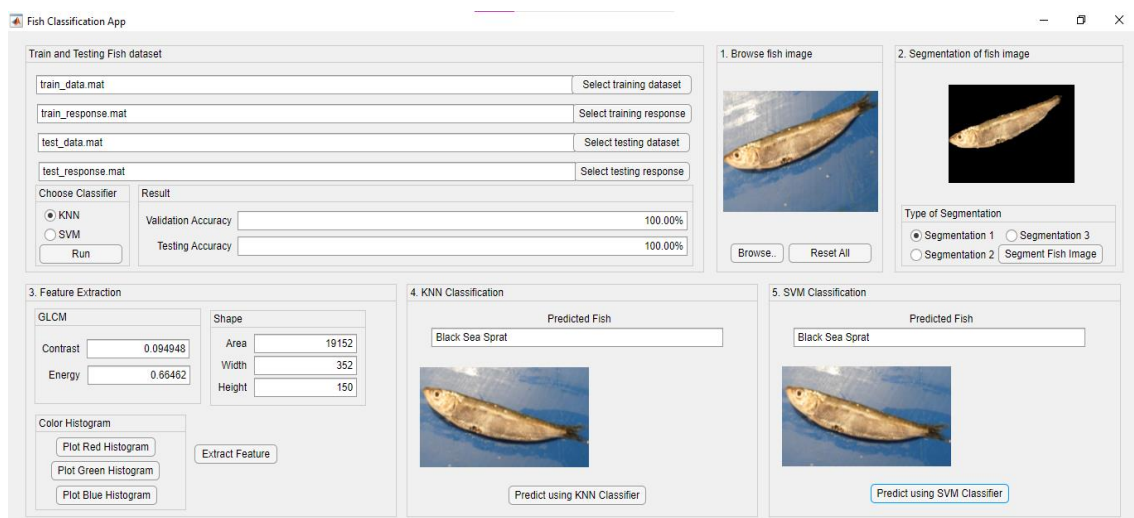 Fish Classification App
Train and Testing Fish dataset
train_data.mat
Select training dataset
train_response.mat
Select training response
test_data.mat
Select testing dataset
test_response.mat
Select testing response
Choose Classifier
KNN
SVM
Run
Result
Validation Accuracy 100.00%
Testing Accuracy 100.00%
1. Browse fish image
Browse.. Reset All
2. Segmentation of fish image
Type of Segmentation
Segmentation 1 Segmentation 3
Segmentation 2 Segment Fish Image
3. Feature Extraction
GLCM
Contrast 0.094948
Energy 0.66462
Shape
Area 19152
Width 352
Height 150
Color Histogram
Plot Red Histogram
Plot Green Histogram
Plot Blue Histogram
Extract Feature
4. KNN Classification
Predicted Fish
Black Sea Sprat
Predict using KNN Classifier
5. SVM Classification
Predicted Fish
Black Sea Sprat
Predict using SVM Classifier